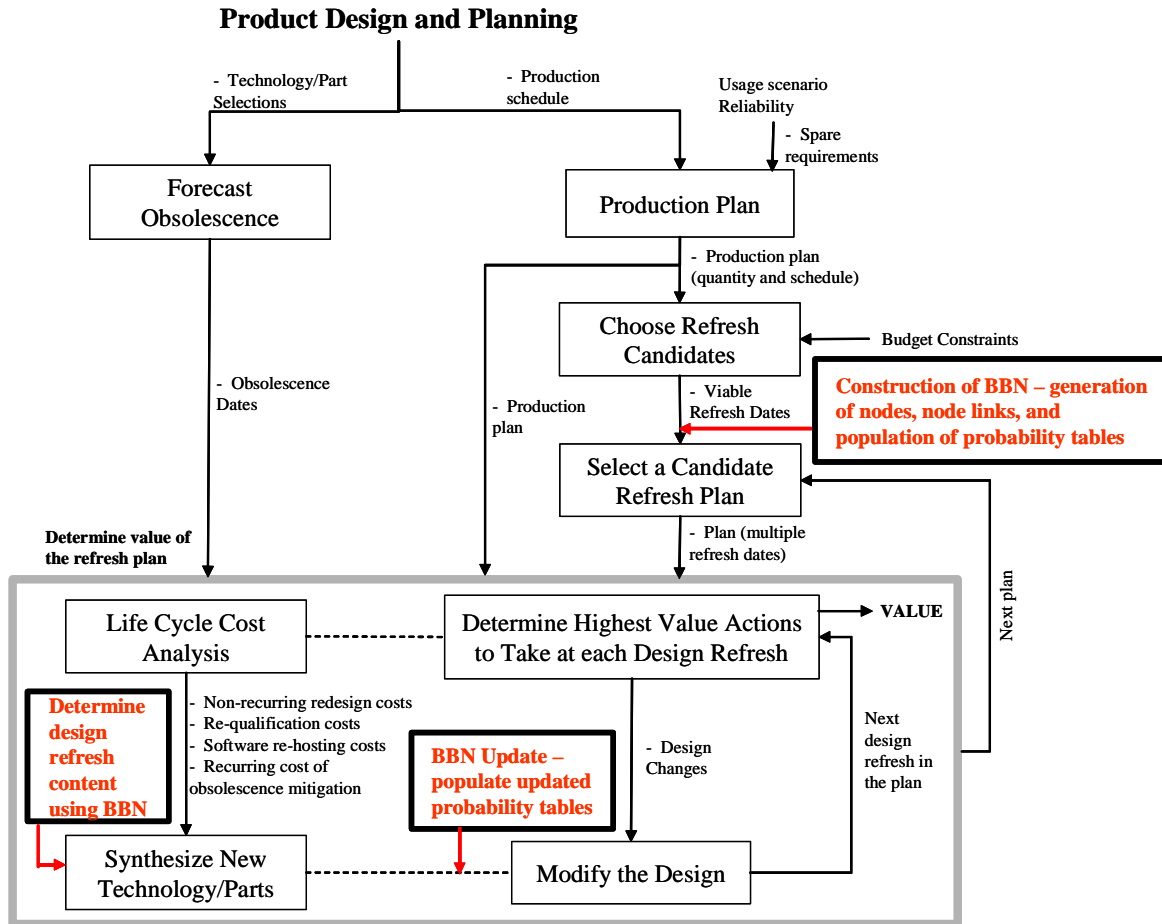 Product Design and Planning
- Technology/Part
Selections
- Production
schedule
Usage scenario
Reliability
- Spare
requirements
Forecast
Obsolescence
Production Plan
- Production plan
(quantity and schedule)
Choose Refresh
Candidates
Budget Constraints
- Obsolescence
Dates
- Production
plan
- Viable
Refresh Dates
Construction of BBN – generation
of nodes, node links, and
population of probability tables
Select a Candidate
Refresh Plan
- Plan (multiple
refresh dates)
Determine value of
the refresh plan
Life Cycle Cost
Analysis
Determine Highest Value Actions
to Take at each Design Refresh
VALUE
Next plan
Determine
design
refresh
content
using BBN
- Non-recurring redesign costs
- Re-qualification costs
- Software re-hosting costs
- Recurring cost of
obsolescence mitigation
BBN Update –
populate updated
probability tables
- Design
Changes
Next
design
refresh in
the plan
Synthesize New
Technology/Parts
Modify the Design